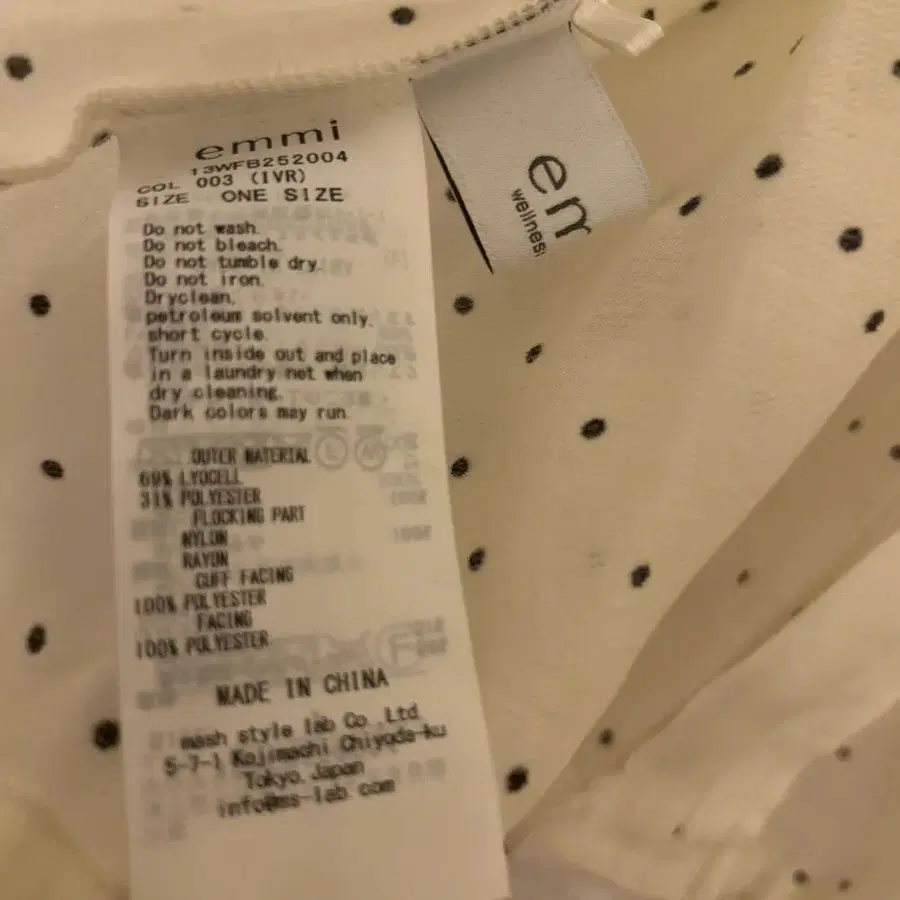 emmi
13WFB252004
COL 003 (IVR)
SIZE ONE SIZE
Do not wash.
Do not bleach.
Do not tumble dry.
Do not iron.
Dryclean,
petroleum solvent only,
short cycle.
Turn inside out and place
in a laundry net when
dry cleaning.
Dark colors may run.
OUTER MATERIAL
69% LYOCELL
31% POLYESTER
FLOCKING PART
NYLON
RAYON
CUFF FACING
100% POLYESTER
FACING
100% POLYESTER
MADE IN CHINA
mash style lab Co.,Ltd.
5-7-1 Kojimachi Chiyoda-ku
Tokyo,Japan
info@ms-lab.com
em
wellness